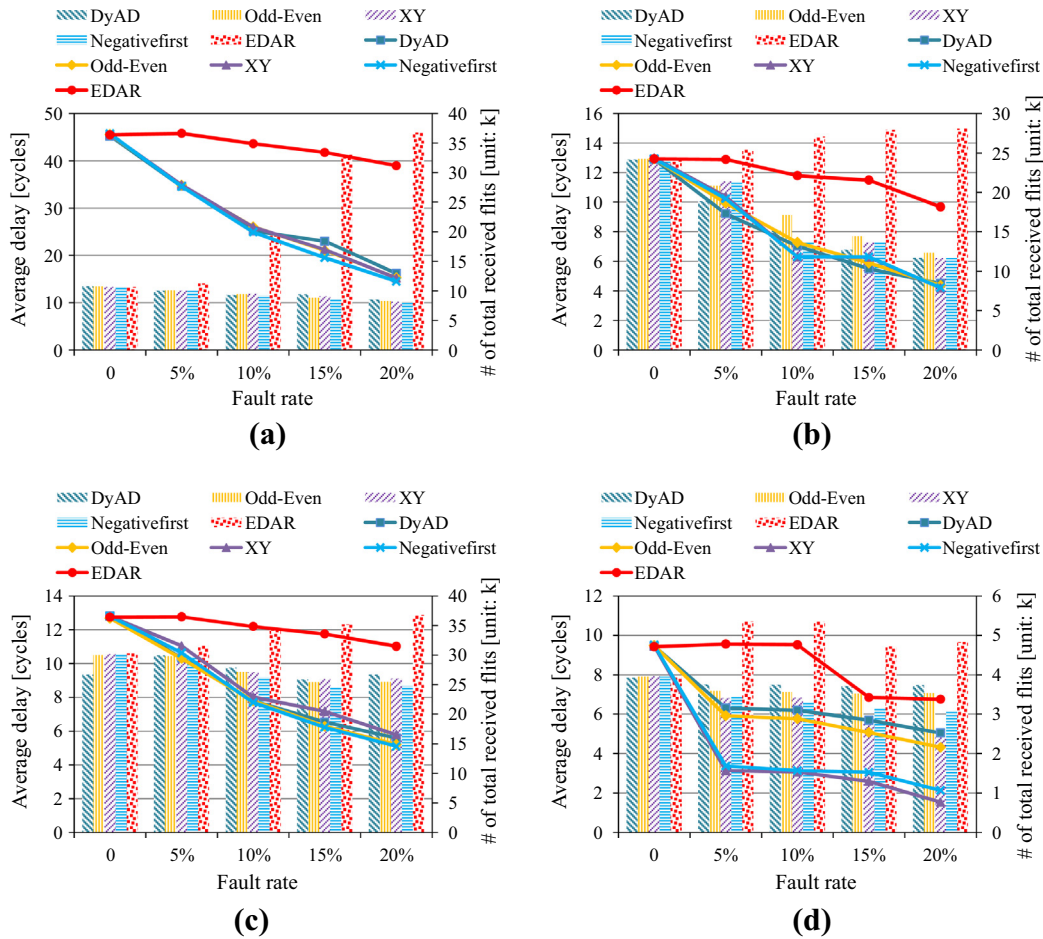 DyAD Odd-Even XY
Negativefirst EDAR DyAD
Odd-Even XY Negativefirst
EDAR
Average delay [cycles]
50
40
30
20
10
0
# of total received flits [unit: k]
40
35
30
25
20
15
10
5
0
0 5% 10% 15% 20%
Fault rate
(a)
DyAD Odd-Even XY
Negativefirst EDAR DyAD
Odd-Even XY Negativefirst
EDAR
Average delay [cycles]
16
14
12
10
8
6
4
2
0
# of total received flits [unit: k]
30
25
20
15
10
5
0
0 5% 10% 15% 20%
Fault rate
(b)
DyAD Odd-Even XY
Negativefirst EDAR DyAD
Odd-Even XY Negativefirst
EDAR
Average delay [cycles]
14
12
10
8
6
4
2
0
# of total received flits [unit: k]
40
35
30
25
20
15
10
5
0
0 5% 10% 15% 20%
Fault rate
(c)
DyAD Odd-Even XY
Negativefirst EDAR DyAD
Odd-Even XY Negativefirst
EDAR
Average delay [cycles]
12
10
8
6
4
2
0
# of total received flits [unit: k]
6
5
4
3
2
1
0
0 5% 10% 15% 20%
Fault rate
(d)